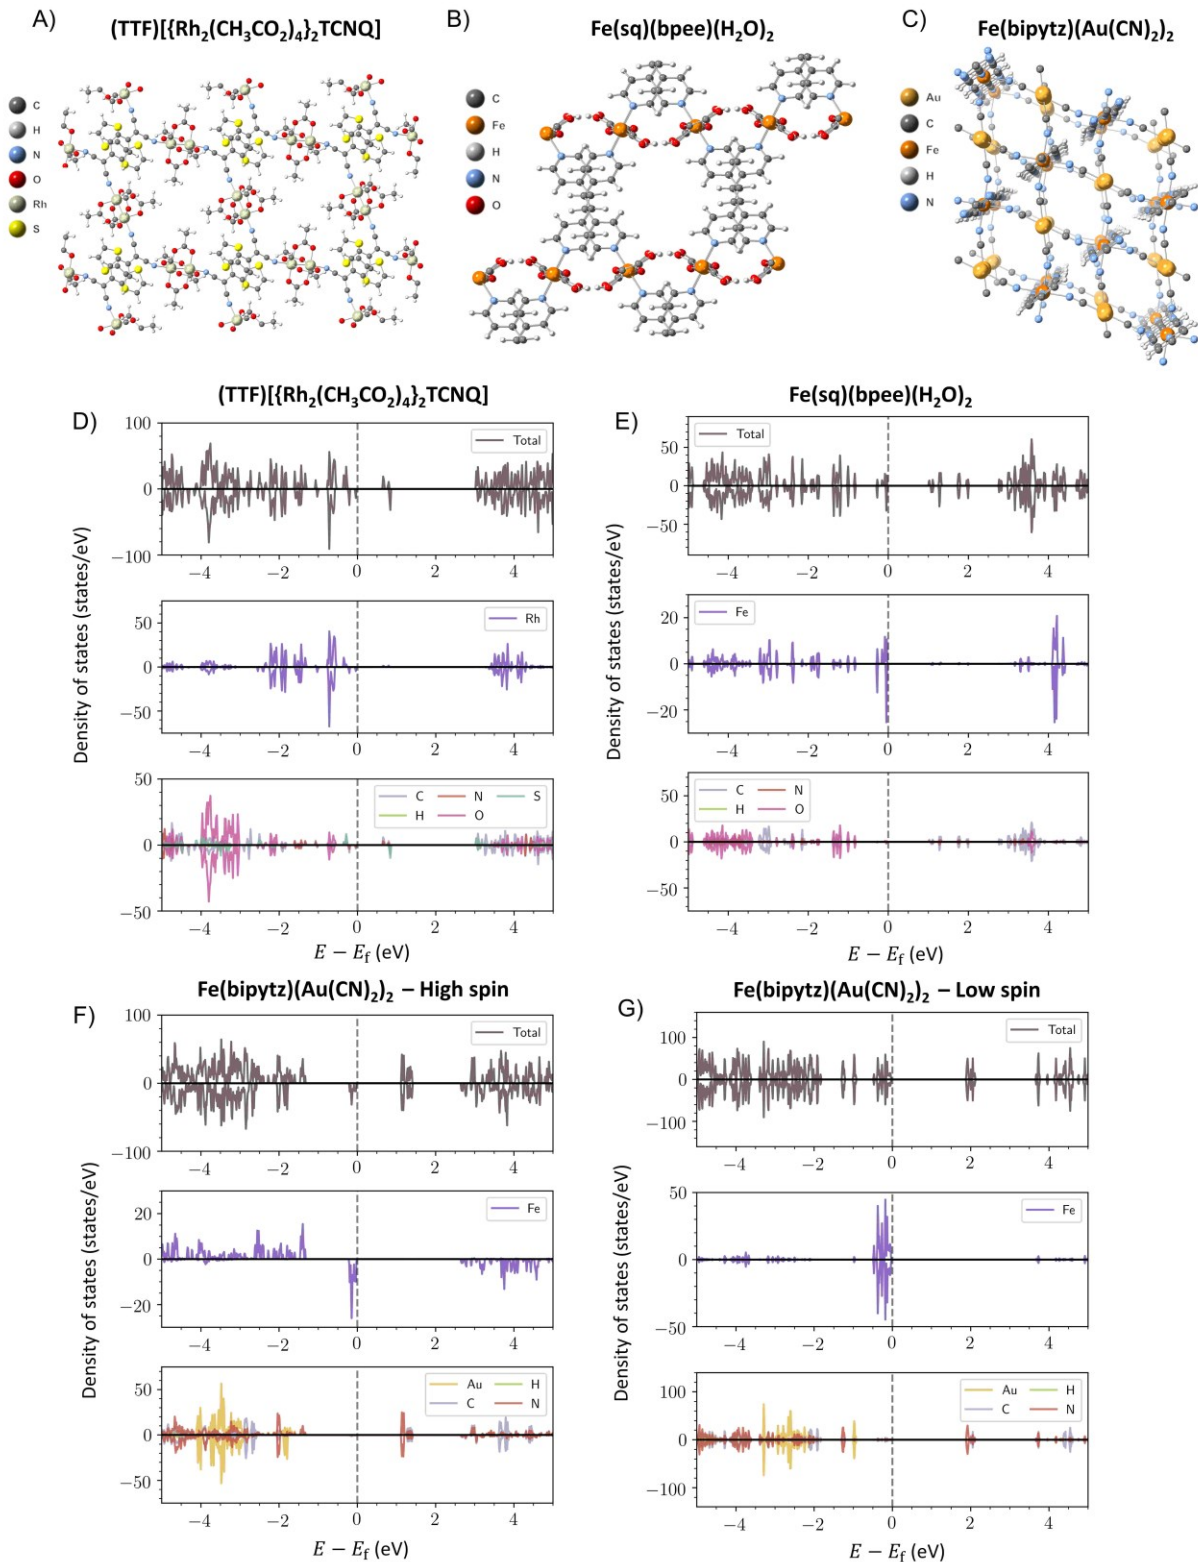 A) (TTF)[{Rh₂(CH₃CO₂)₄}₂TCNQ]
C
H
N
O
Rh
S
B) Fe(sq)(bpee)(H₂O)₂
C
Fe
H
N
O
C) Fe(bipytz)(Au(CN)₂)₂
Au
C
Fe
H
N
D) (TTF)[{Rh₂(CH₃CO₂)₄}₂TCNQ]
Density of states (states/eV)
100
0
−100
Total
−4 −2 0 2 4
50
0
−50
Rh
−4 −2 0 2 4
50
0
−50
C N S
H O
−4 −2 0 2 4
E − E_f (eV)
E) Fe(sq)(bpee)(H₂O)₂
Density of states (states/eV)
50
0
−50
Total
−4 −2 0 2 4
20
0
−20
Fe
−4 −2 0 2 4
50
0
−50
C N
H O
−4 −2 0 2 4
E − E_f (eV)
F) Fe(bipytz)(Au(CN)₂)₂ – High spin
Density of states (states/eV)
100
0
−100
Total
−4 −2 0 2 4
20
0
−20
Fe
−4 −2 0 2 4
50
0
−50
Au H
C N
−4 −2 0 2 4
E − E_f (eV)
G) Fe(bipytz)(Au(CN)₂)₂ – Low spin
Density of states (states/eV)
100
0
−100
Total
−4 −2 0 2 4
50
0
−50
Fe
−4 −2 0 2 4
100
0
−100
Au H
C N
−4 −2 0 2 4
E − E_f (eV)